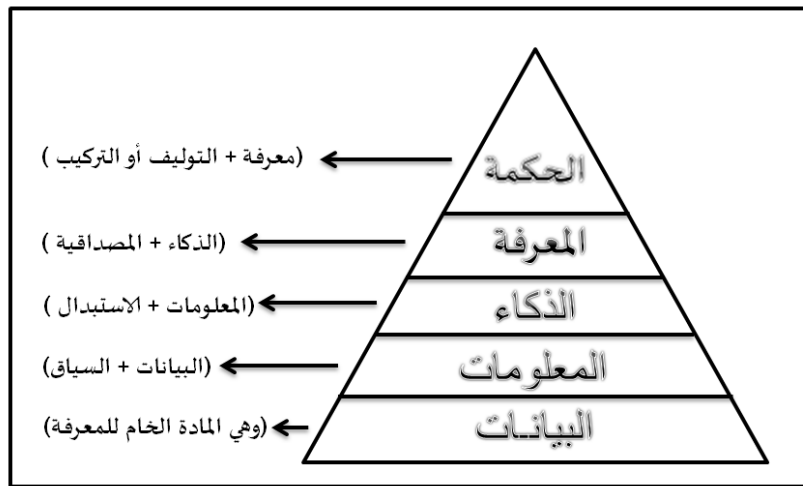 الحكمة
(معرفة + التوليف أو التركيب )
المعرفة
(الذكاء + المصداقية )
الذكاء
(المعلومات + الاستبدال )
المعلومات
(البيانات + السياق)
البيانـات
(وهي المادة الخام للمعرفة)